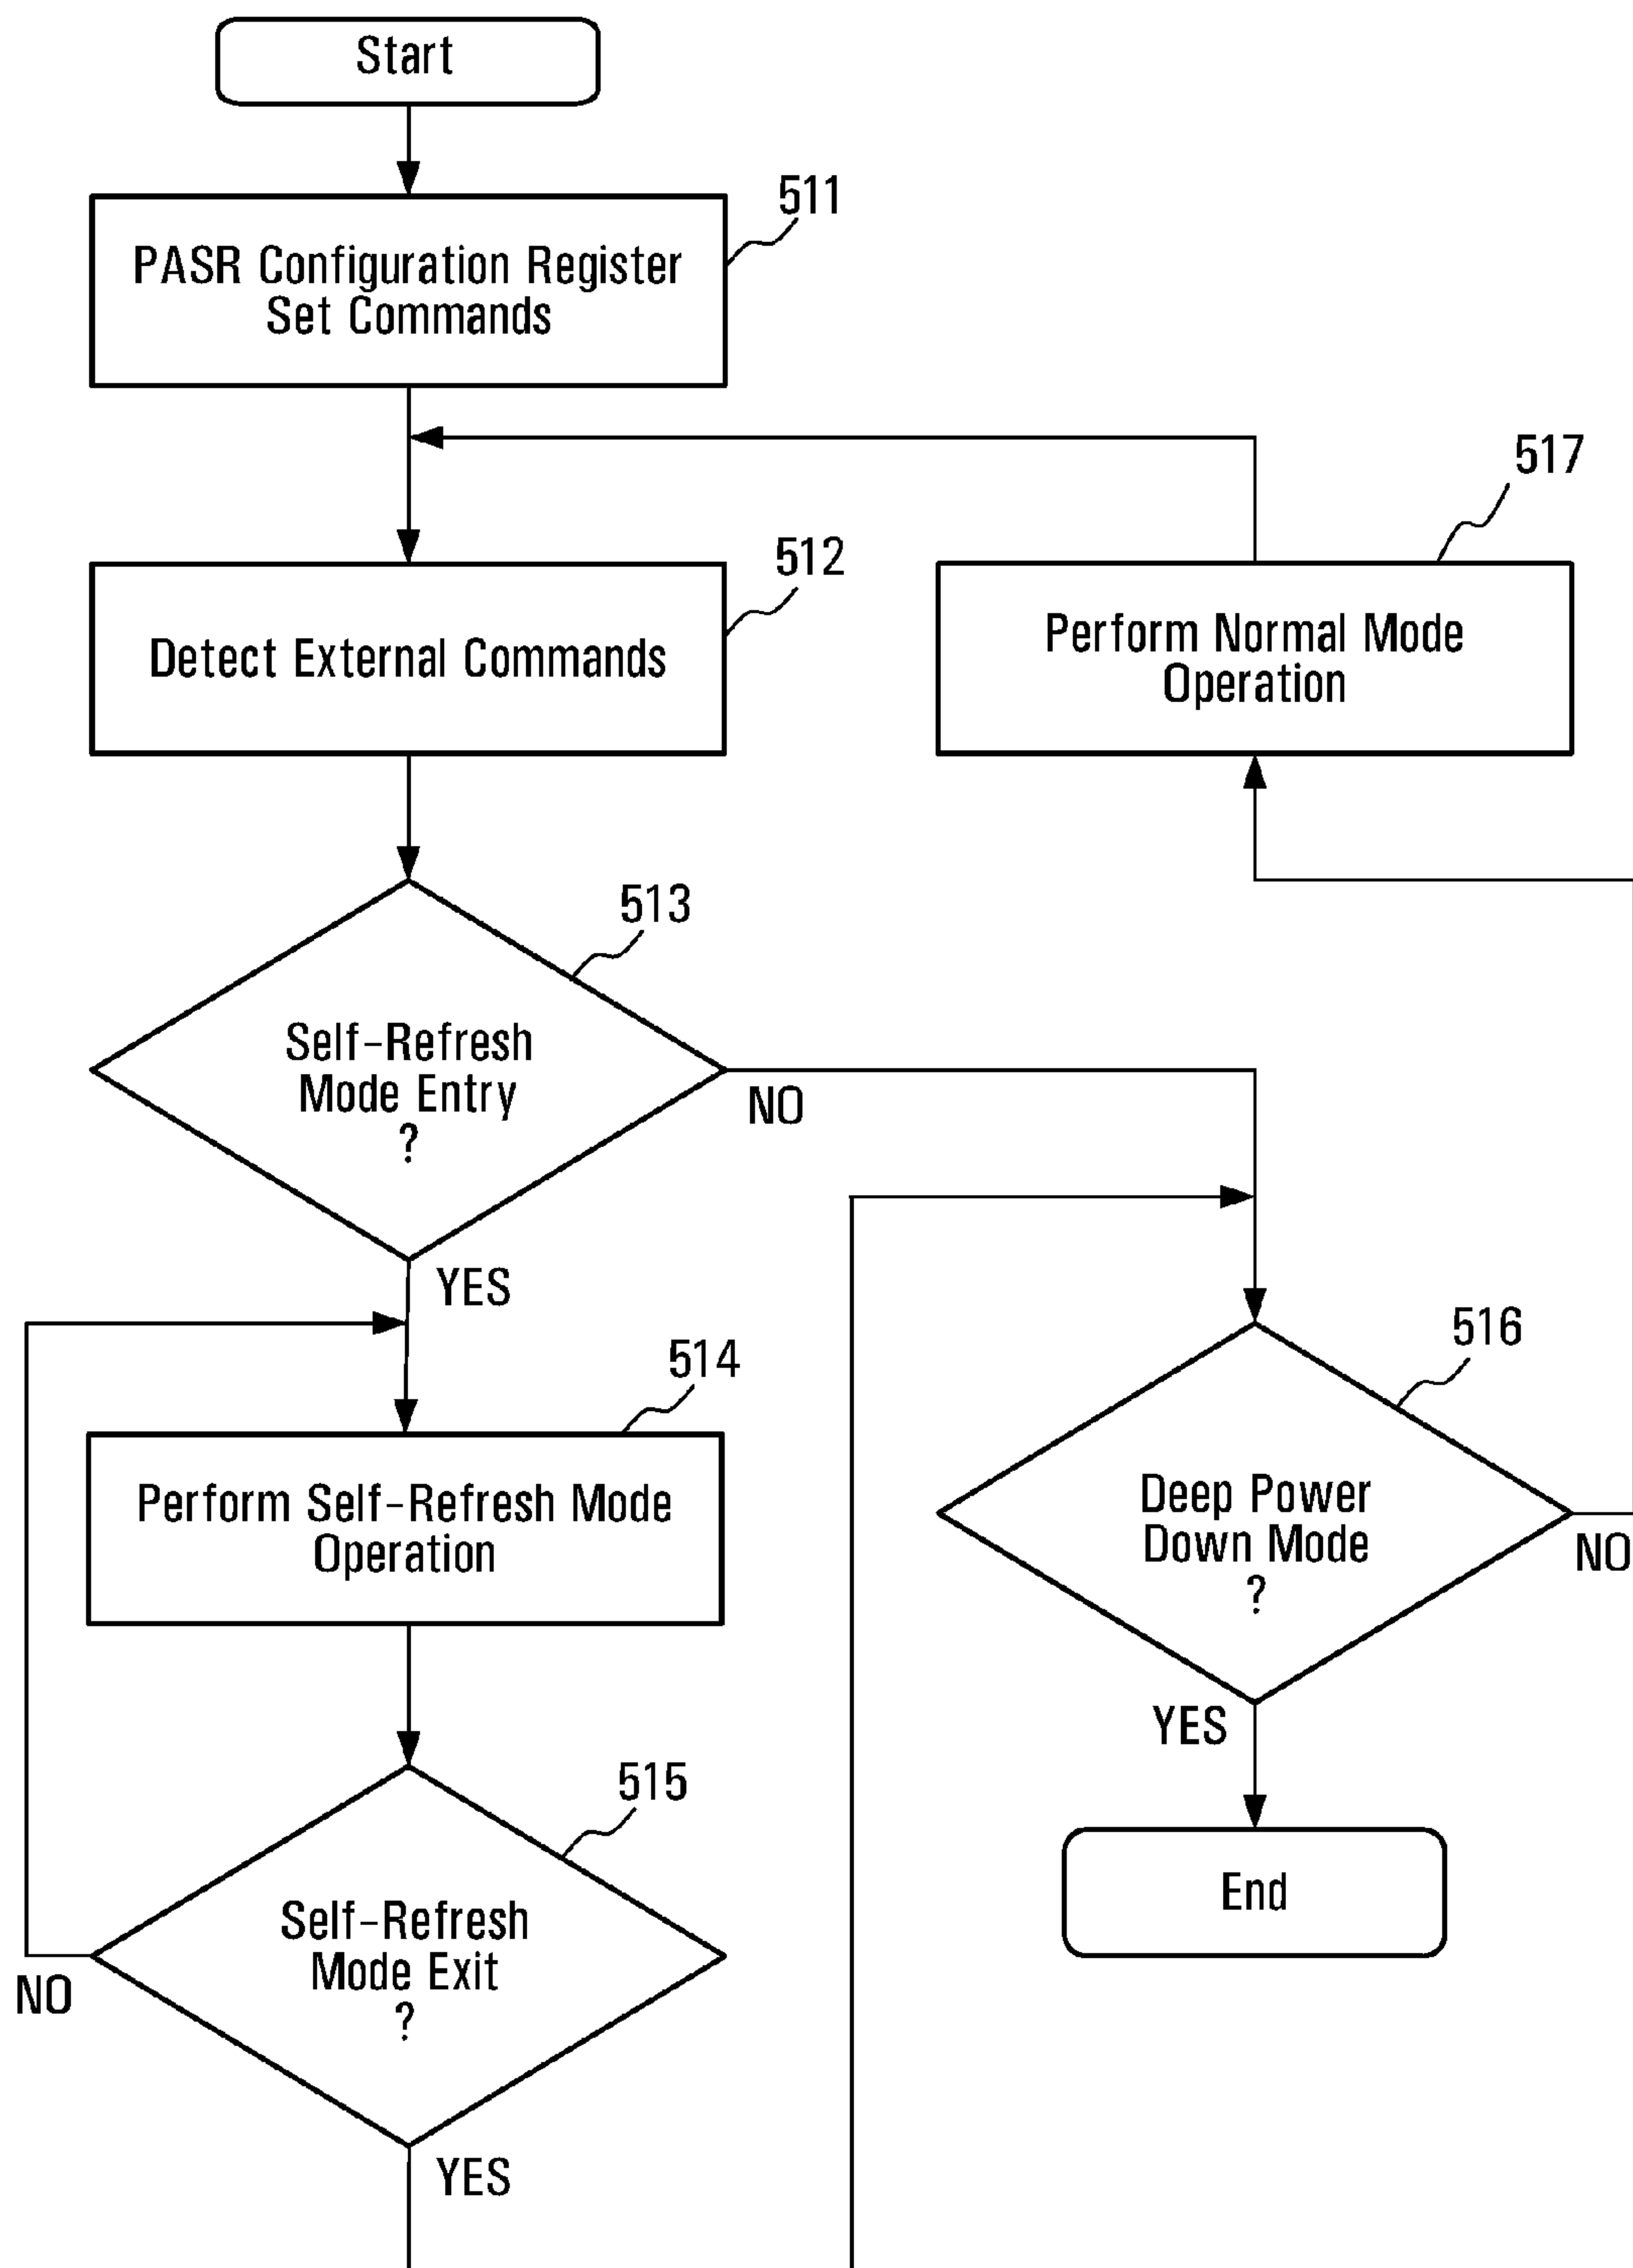 Start
511
PASR Configuration Register
Set Commands
517
512
Detect External Commands
Perform Normal Mode
Operation
513
Self-Refresh
Mode Entry
?
NO
YES
514
Perform Self-Refresh Mode
Operation
516
Deep Power
Down Mode
?
NO
YES
515
Self-Refresh
Mode Exit
?
NO
YES
End